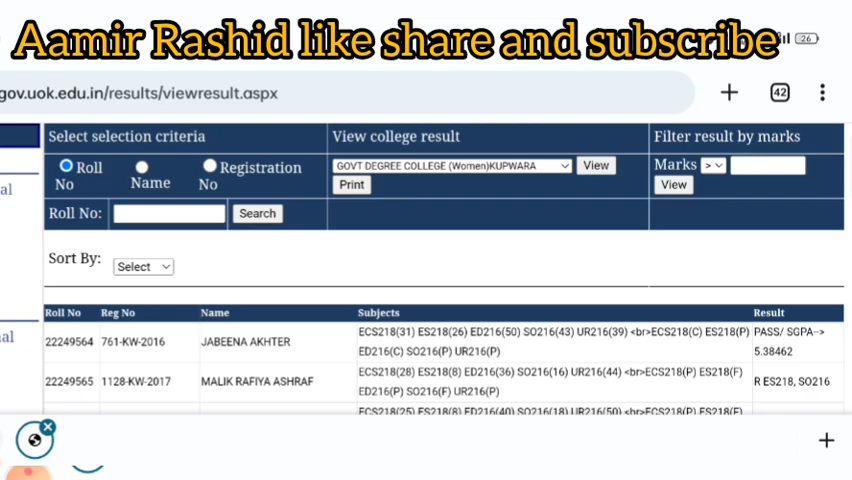 Aamir Rashid like share and subscribe
26
gov.uok.edu.in/results/viewresult.aspx
42
Select selection criteria
View college result
Filter result by marks
al
Roll No
Name
Registration No
GOVT DEGREE COLLEGE (Women)KUPWARA
View
Print
Marks >
View
Roll No:
Search
Sort By:
Select
Roll No Reg No Name Subjects Result
nal
22249564 761-KW-2016 JABEENA AKHTER ECS218(31) ES218(26) ED216(50) SO216(43) UR216(39) <br>ECS218(C) ES218(P) PASS/ SGPA-->
ED216(C) SO216(P) UR216(P) 5.38462
22249565 1128-KW-2017 MALIK RAFIYA ASHRAF ECS218(28) ES218(8) ED216(36) SO216(16) UR216(44) <br>ECS218(P) ES218(F) R ES218, SO216
ED216(P) SO216(F) UR216(P)
ECS218(25) ES218(8) ED216(40) SO216(18) UR216(50) <br>ECS218(P) ES218(F)